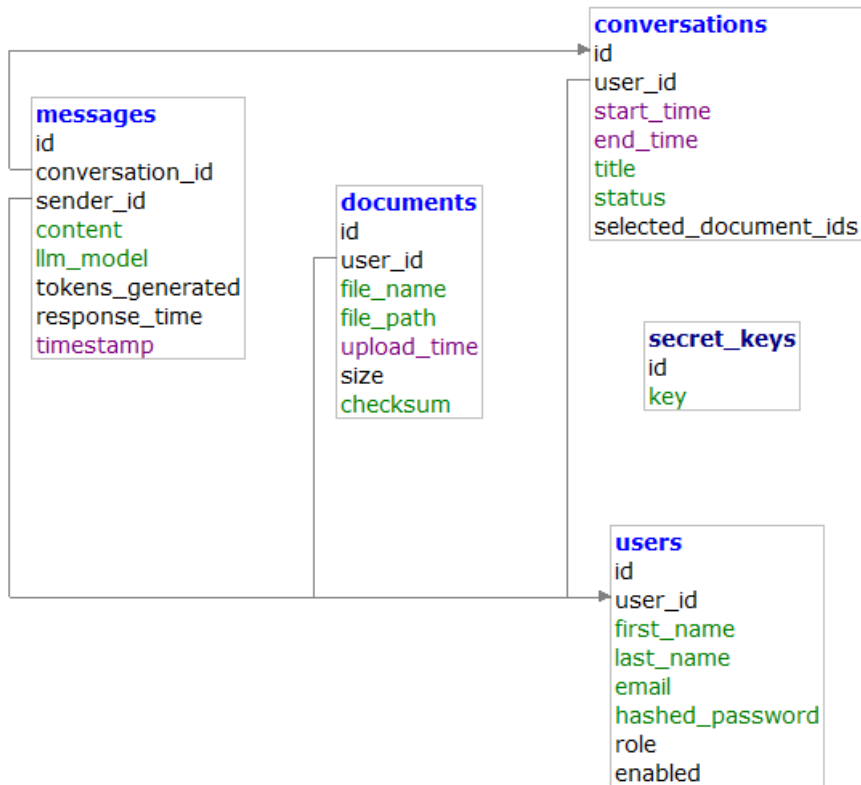 conversations
id
user_id
start_time
end_time
title
status
selected_document_ids
messages
id
conversation_id
sender_id
content
llm_model
tokens_generated
response_time
timestamp
documents
id
user_id
file_name
file_path
upload_time
size
checksum
secret_keys
id
key
users
id
user_id
first_name
last_name
email
hashed_password
role
enabled